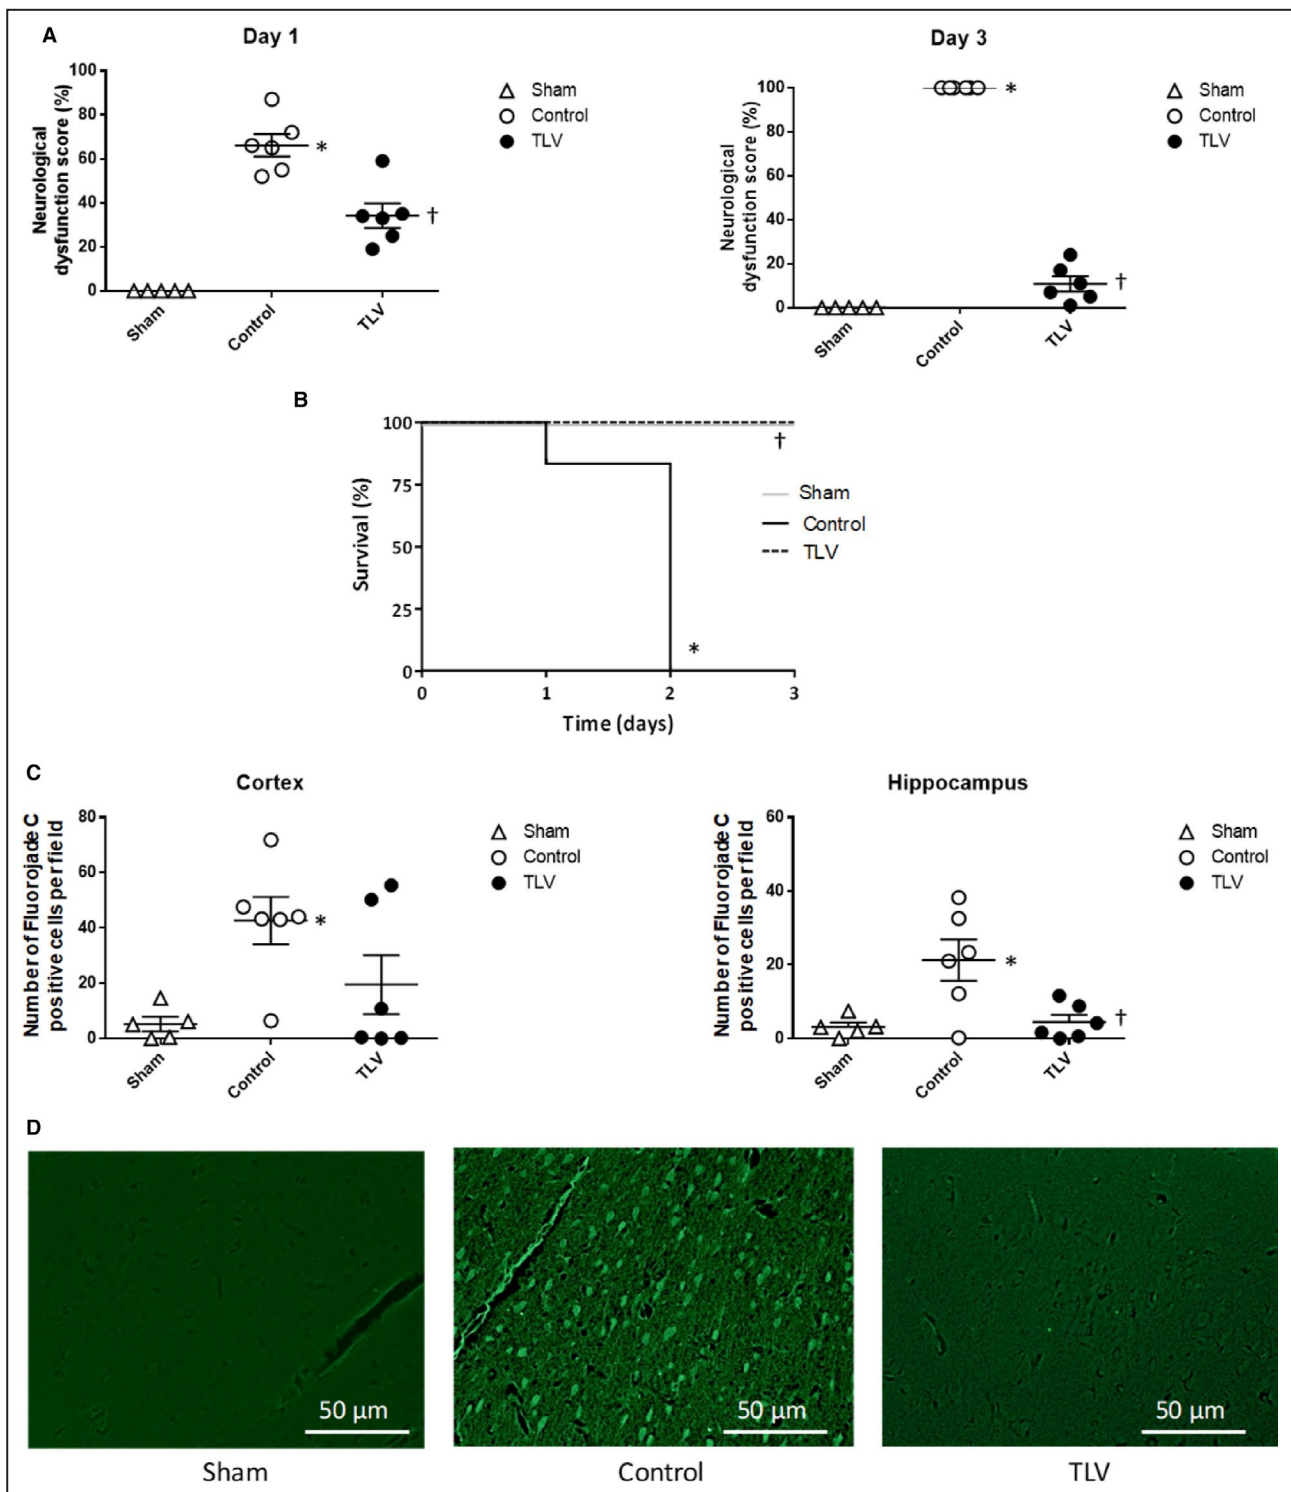 A
Day 1
Neurological
dysfunction score (%)
100
80
60
40
20
0
*
†
Sham
Control
TLV
Sham
Control
TLV
Day 3
Neurological
dysfunction score (%)
100
80
60
40
20
0
*
†
Sham
Control
TLV
Sham
Control
TLV
B
Survival (%)
100
75
50
25
0
†
*
0 1 2 3
Time (days)
Sham
Control
TLV
C
Cortex
Number of Fluorojade C
positive cells per field
80
60
40
20
0
*
Sham
Control
TLV
Sham
Control
TLV
Hippocampus
Number of Fluorojade C
positive cells per field
60
40
20
0
*
†
Sham
Control
TLV
Sham
Control
TLV
D
50 µm
50 µm
50 µm
Sham
Control
TLV